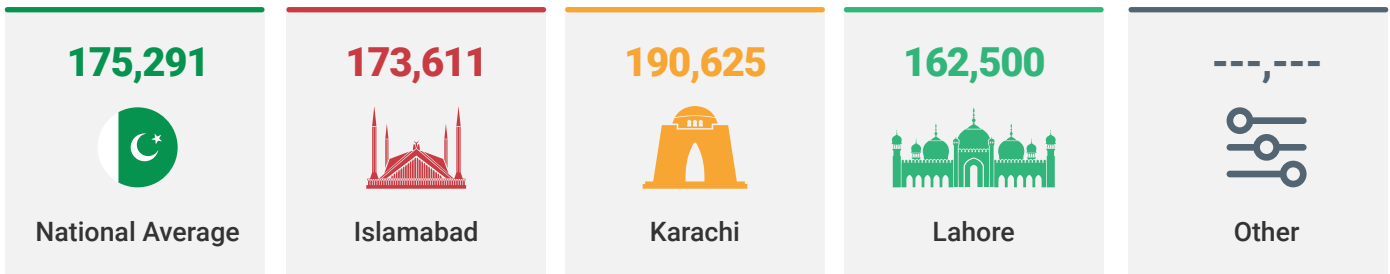 175,291
National Average
173,611
Islamabad
190,625
Karachi
162,500
Lahore
---,---
Other